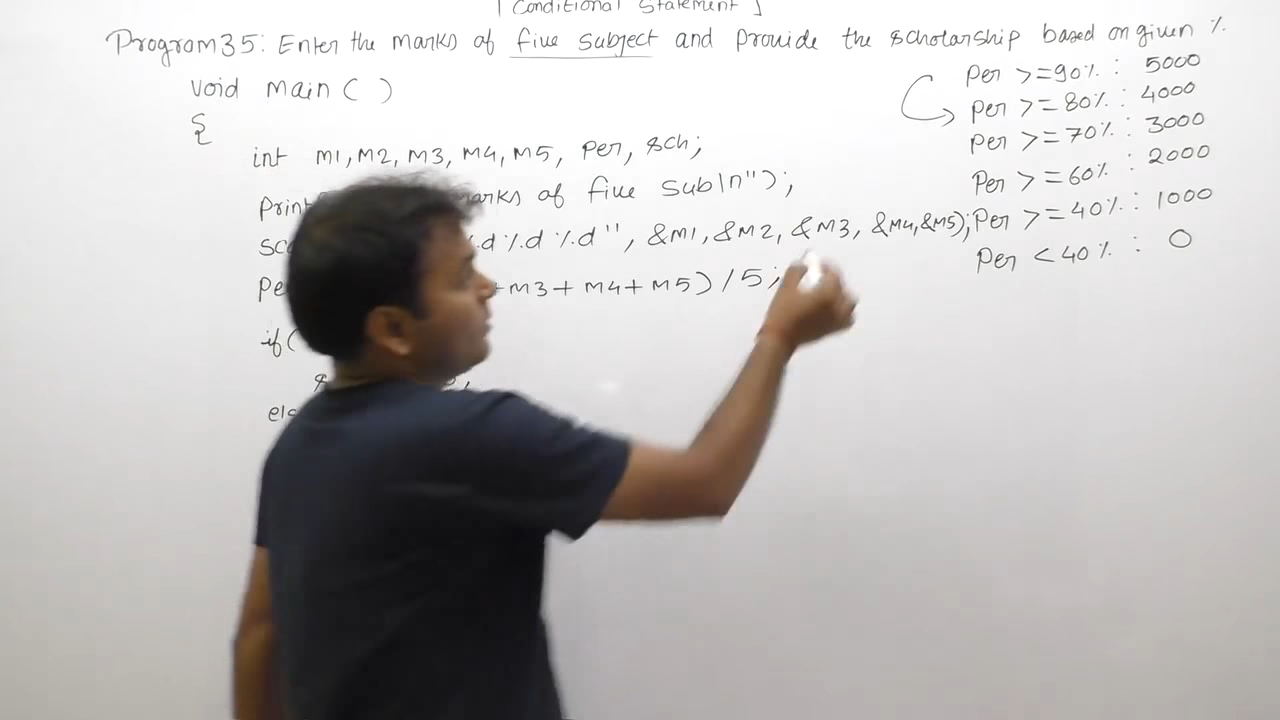 [Conditional Statement]
Program 35: Enter the marks of five subject and provide the scholarship based on given %.
void main ( )
{
int m1, m2, m3, m4, m5, per, sch;
print marks of five sub\n");
sc %d %d", &m1, &m2, &m3, &m4, &m5);
pe +m3 + m4 + m5) / 5;
if (
Per >=90% : 5000
Per >= 80% : 4000
Per >= 70% : 3000
Per >= 60% : 2000
Per >= 40% : 1000
Per < 40% : 0